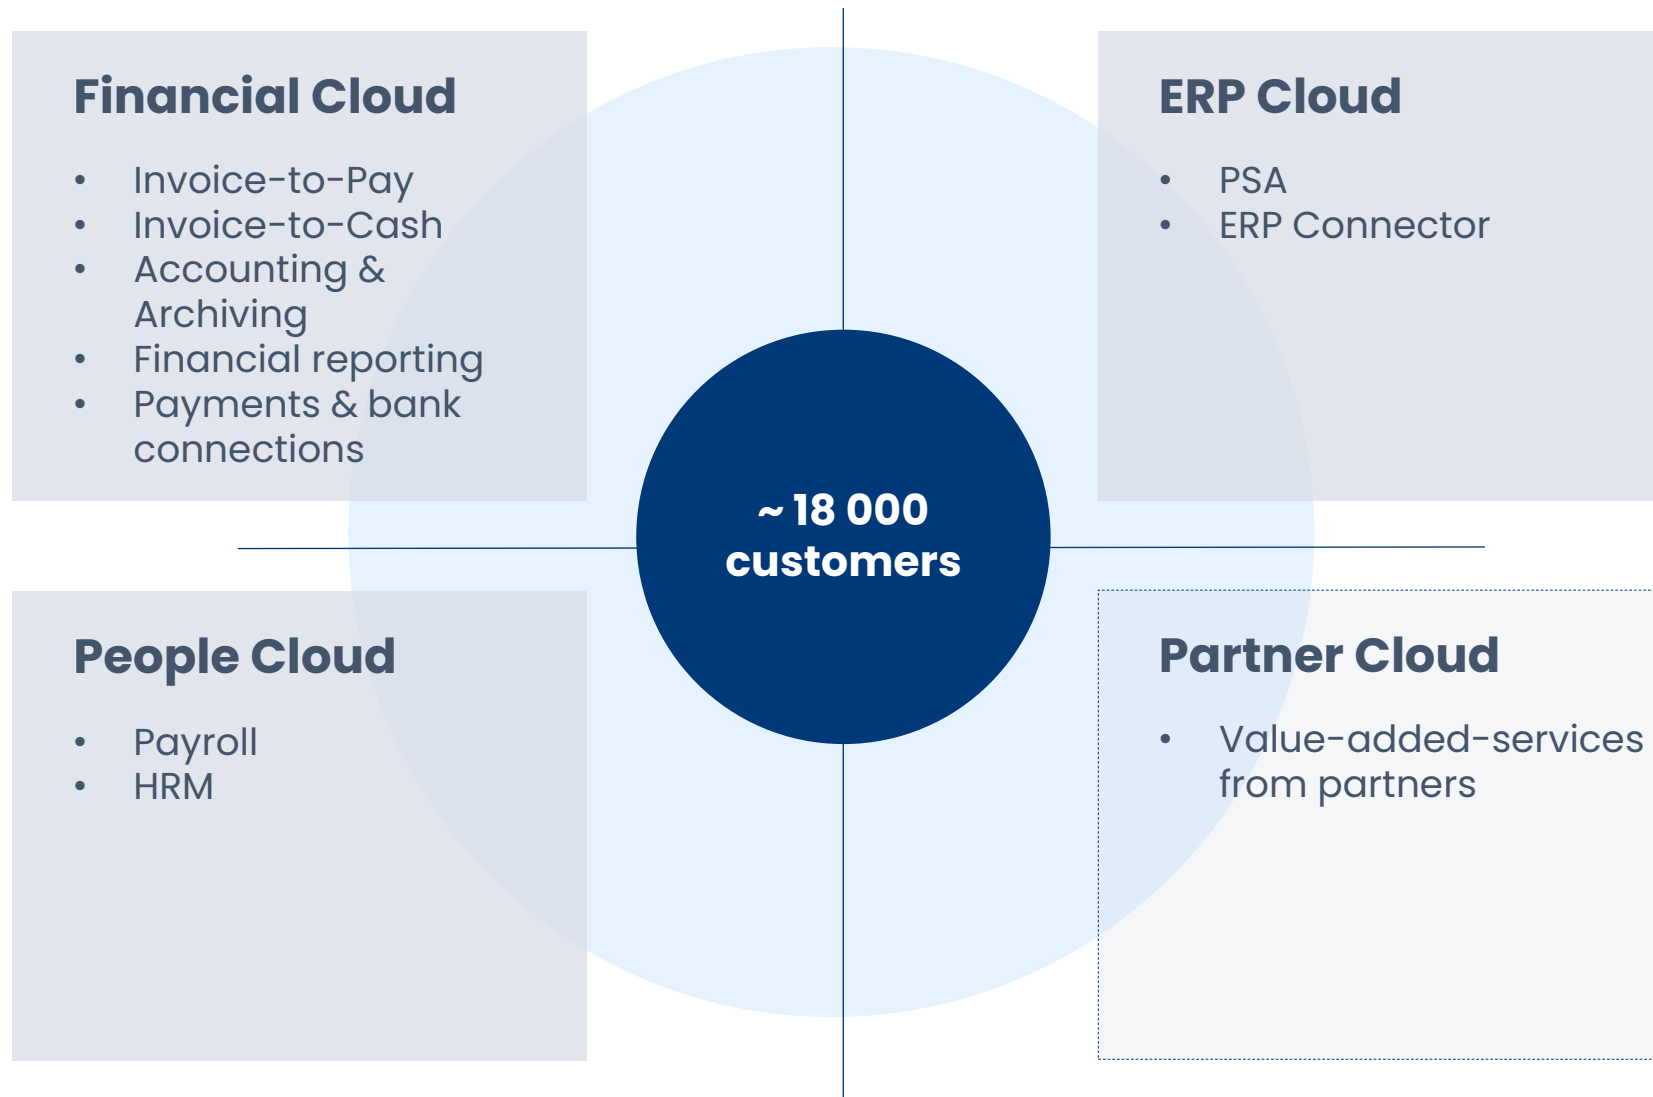 Financial Cloud
• Invoice-to-Pay
• Invoice-to-Cash
• Accounting &
Archiving
• Financial reporting
• Payments & bank
connections
ERP Cloud
• PSA
• ERP Connector
~ 18 000
customers
People Cloud
• Payroll
• HRM
Partner Cloud
• Value-added-services
from partners